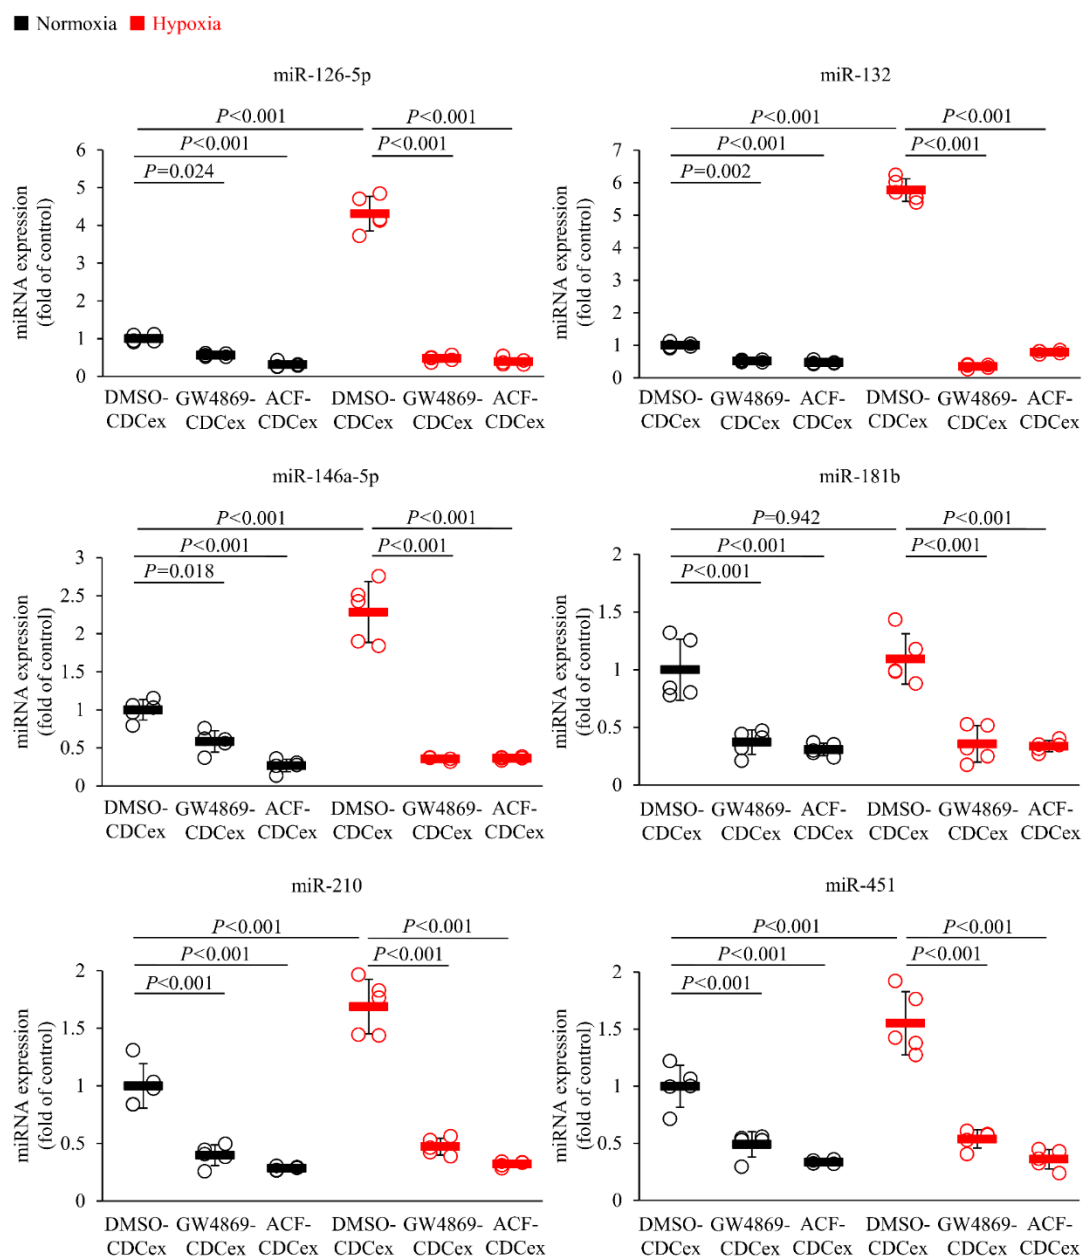 Normoxia Hypoxia
miR-126-5p
P<0.001
P<0.001 P<0.001
P<0.001 P<0.001
P=0.024
miRNA expression
(fold of control)
6
5
4
3
2
1
0
DMSO- GW4869- ACF- DMSO- GW4869- ACF-
CDCex CDCex CDCex CDCex CDCex CDCex
miR-132
P<0.001
P<0.001 P<0.001
P<0.001 P<0.001
P=0.002
miRNA expression
(fold of control)
7
6
5
4
3
2
1
0
DMSO- GW4869- ACF- DMSO- GW4869- ACF-
CDCex CDCex CDCex CDCex CDCex CDCex
miR-146a-5p
P<0.001 P<0.001
P<0.001 P<0.001
P=0.018
miRNA expression
(fold of control)
3
2.5
2
1.5
1
0.5
0
DMSO- GW4869- ACF- DMSO- GW4869- ACF-
CDCex CDCex CDCex CDCex CDCex CDCex
miR-181b
P=0.942 P<0.001
P<0.001 P<0.001
P<0.001
miRNA expression
(fold of control)
2
1.5
1
0.5
0
DMSO- GW4869- ACF- DMSO- GW4869- ACF-
CDCex CDCex CDCex CDCex CDCex CDCex
miR-210
P<0.001 P<0.001
P<0.001 P<0.001
P<0.001
miRNA expression
(fold of control)
2
1.5
1
0.5
0
DMSO- GW4869- ACF- DMSO- GW4869- ACF-
CDCex CDCex CDCex CDCex CDCex CDCex
miR-451
P<0.001 P<0.001
P<0.001 P<0.001
P<0.001
miRNA expression
(fold of control)
2
1.5
1
0.5
0
DMSO- GW4869- ACF- DMSO- GW4869- ACF-
CDCex CDCex CDCex CDCex CDCex CDCex